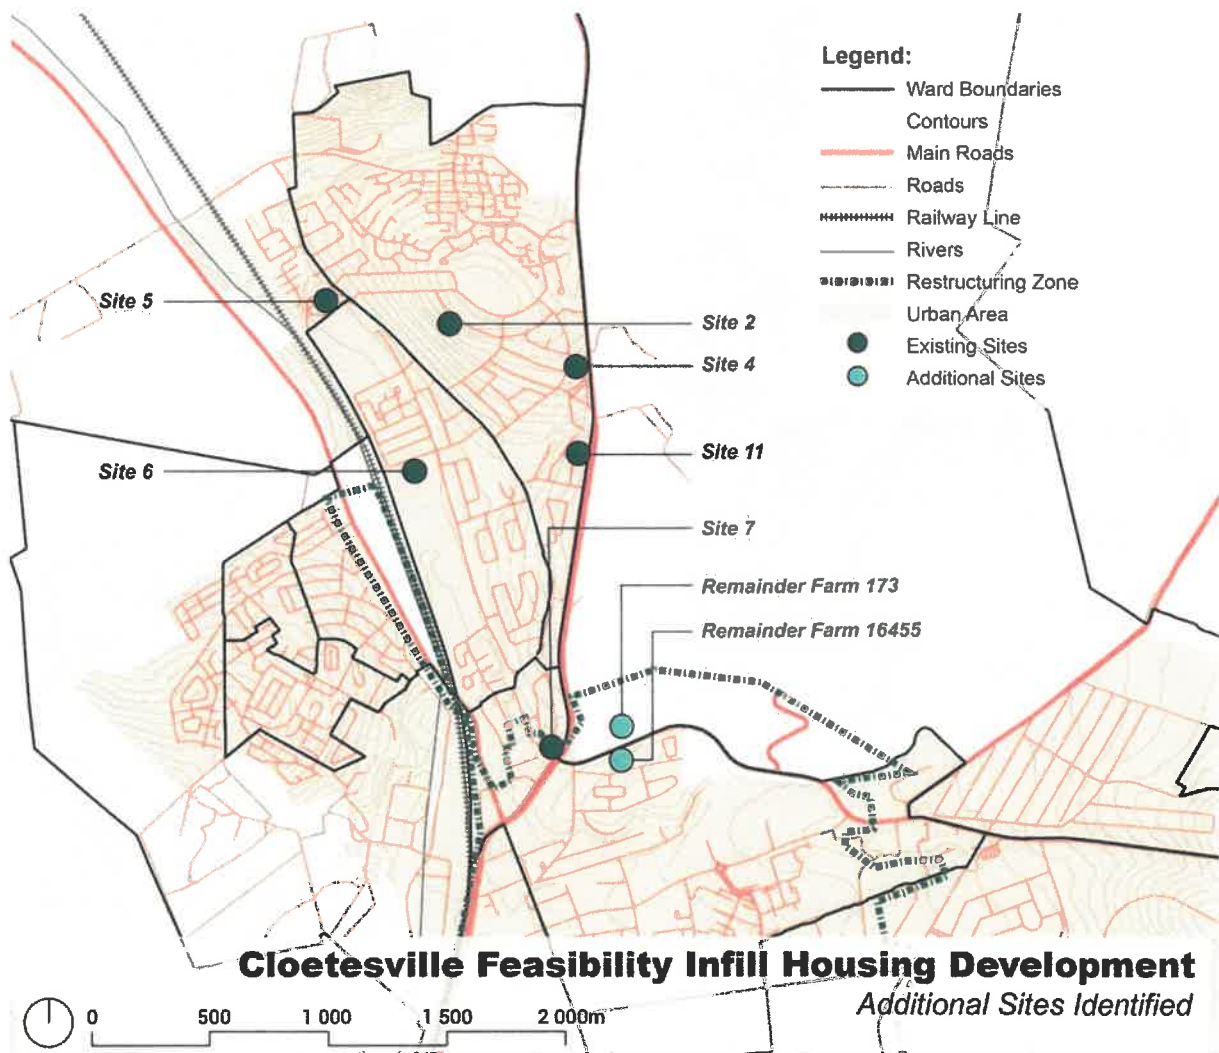 Legend:
Ward Boundaries
Contours
Main Roads
Roads
Railway Line
Rivers
Restructuring Zone
Urban Area
Existing Sites
Additional Sites
Site 5
Site 2
Site 4
Site 11
Site 6
Site 7
Remainder Farm 173
Remainder Farm 16455
Cloetesville Feasibility Infill Housing Development
Additional Sites Identified
0 500 1 000 1 500 2 000m